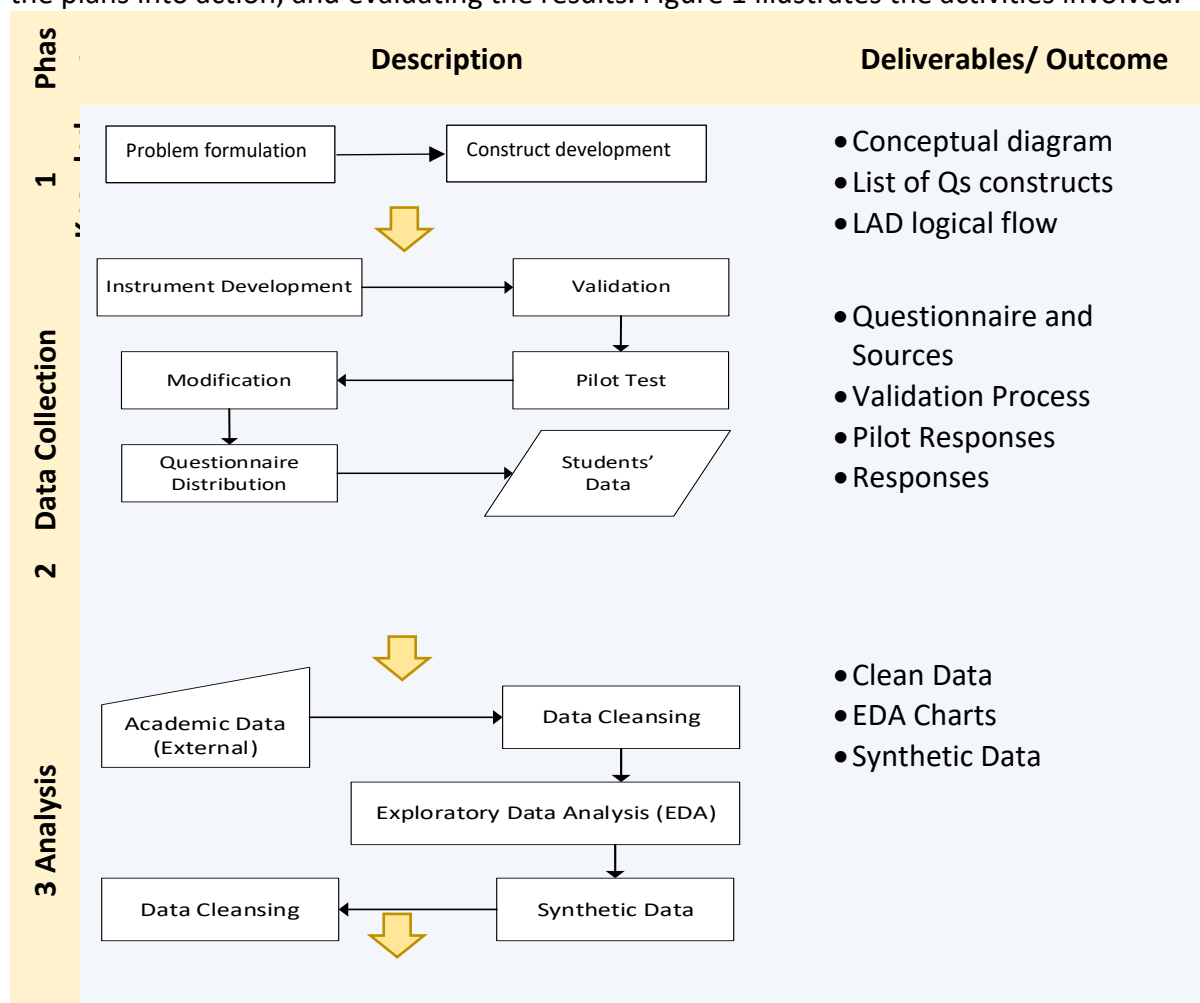 the plans into action, and evaluating the results. Figure 1 illustrates the activities involved.
Phas
Description
Deliverables/ Outcome
1
Problem formulation
Construct development
• Conceptual diagram
• List of Qs constructs
• LAD logical flow
2 Data Collection
Instrument Development
Validation
Modification
Pilot Test
Questionnaire
Distribution
Students’
Data
• Questionnaire and
Sources
• Validation Process
• Pilot Responses
• Responses
3 Analysis
Academic Data
(External)
Data Cleansing
Exploratory Data Analysis (EDA)
Data Cleansing
Synthetic Data
• Clean Data
• EDA Charts
• Synthetic Data